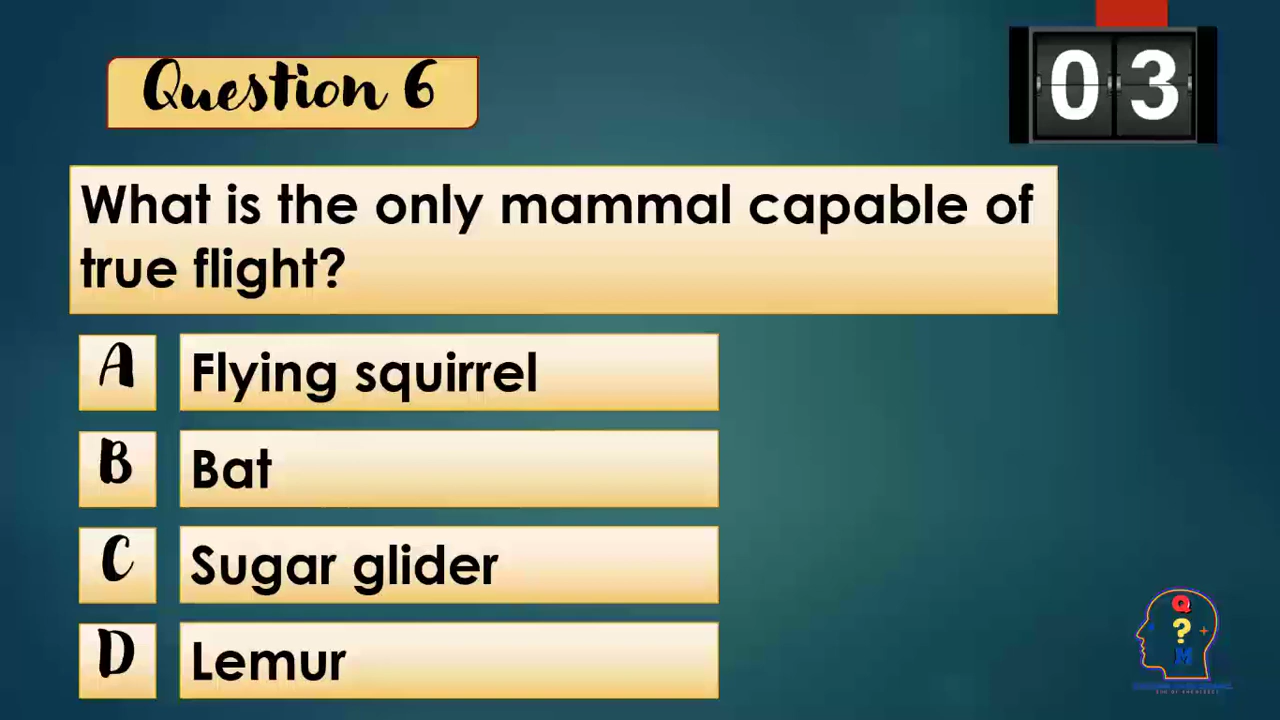 Question 6
03
What is the only mammal capable of
true flight?
A Flying squirrel
B Bat
C Sugar glider
D Lemur
Q
?
M